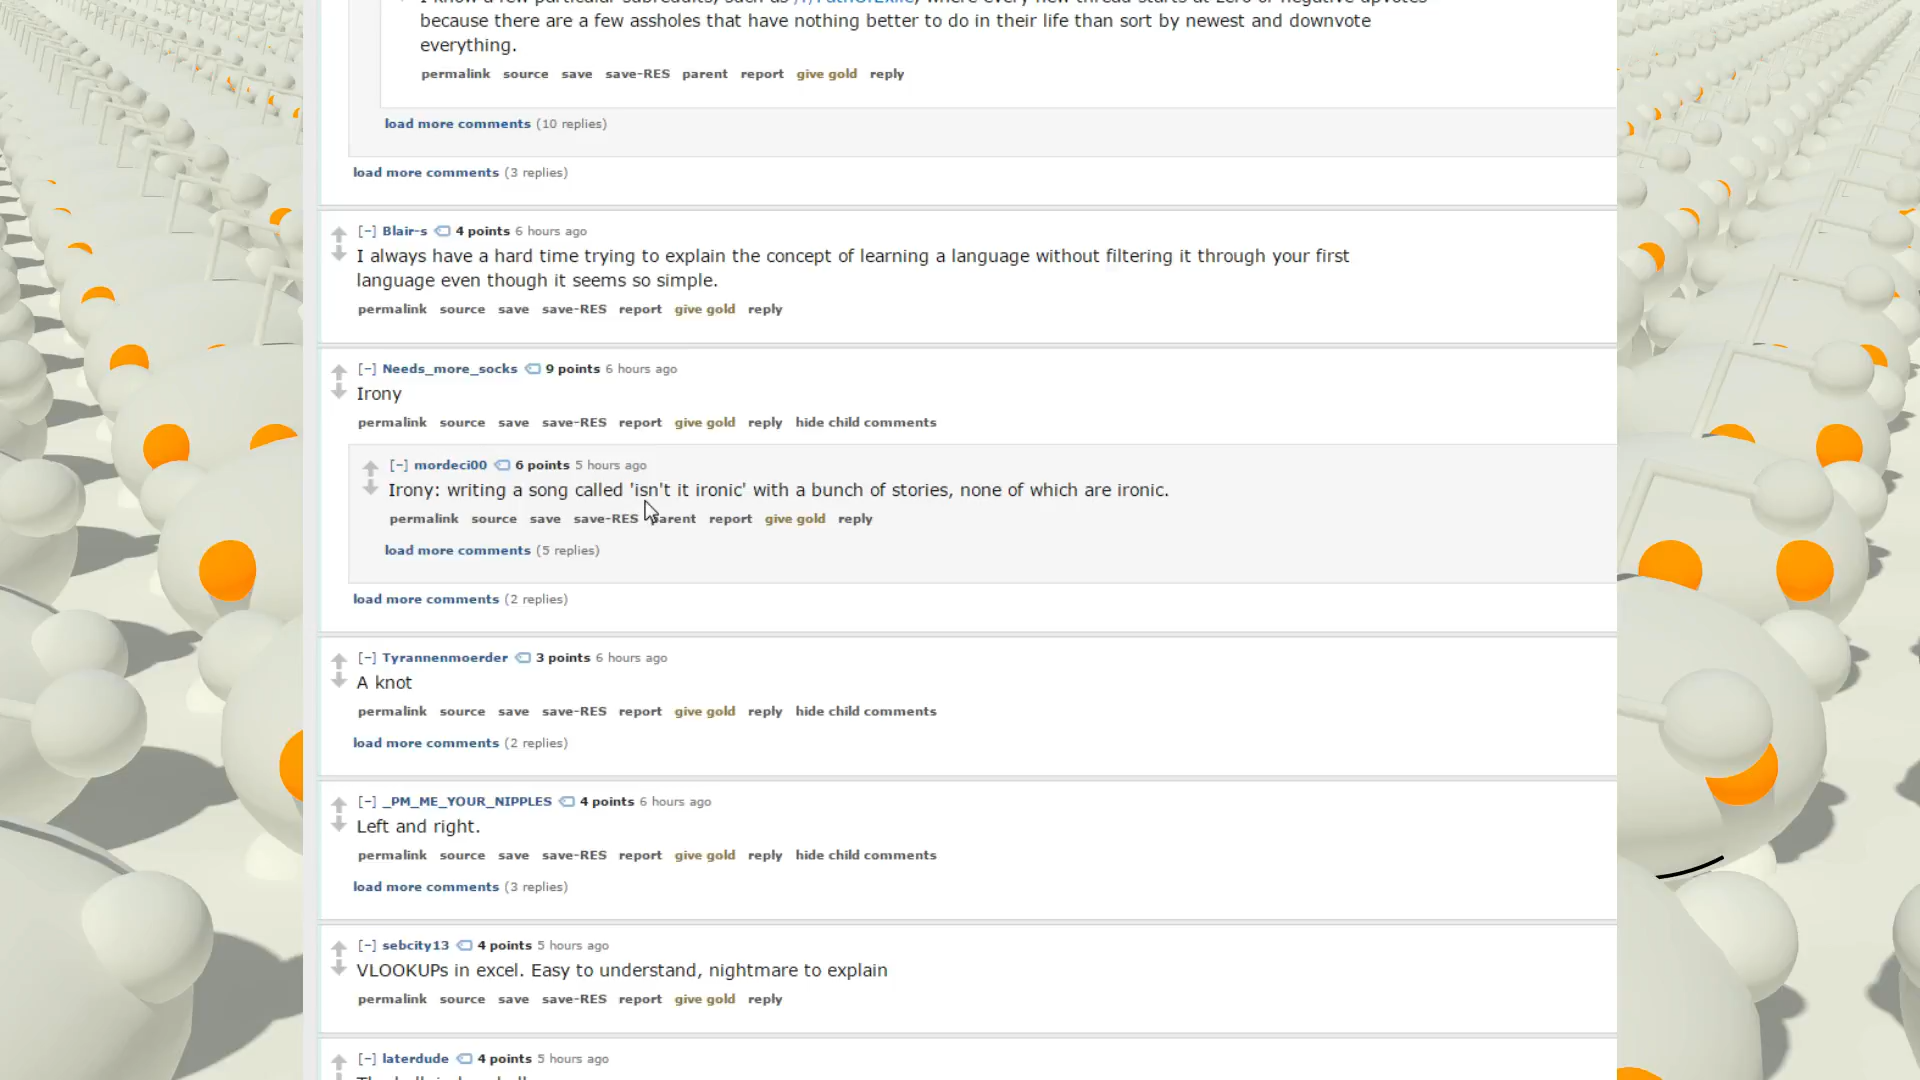 because there are a few assholes that have nothing better to do in their life than sort by newest and downvote
everything.
permalink source save save-RES parent report give gold reply
load more comments (10 replies)
load more comments (3 replies)
[-] Blair-s 4 points 6 hours ago
I always have a hard time trying to explain the concept of learning a language without filtering it through your first
language even though it seems so simple.
permalink source save save-RES report give gold reply
[-] Needs_more_socks 9 points 6 hours ago
Irony
permalink source save save-RES report give gold reply hide child comments
[-] mordeci00 6 points 5 hours ago
Irony: writing a song called 'isn't it ironic' with a bunch of stories, none of which are ironic.
permalink source save save-RES parent report give gold reply
load more comments (5 replies)
load more comments (2 replies)
[-] Tyrannenmoerder 3 points 6 hours ago
A knot
permalink source save save-RES report give gold reply hide child comments
load more comments (2 replies)
[-] _PM_ME_YOUR_NIPPLES 4 points 6 hours ago
Left and right.
permalink source save save-RES report give gold reply hide child comments
load more comments (3 replies)
[-] sebcity13 4 points 5 hours ago
VLOOKUPs in excel. Easy to understand, nightmare to explain
permalink source save save-RES report give gold reply
[-] laterdude 4 points 5 hours ago